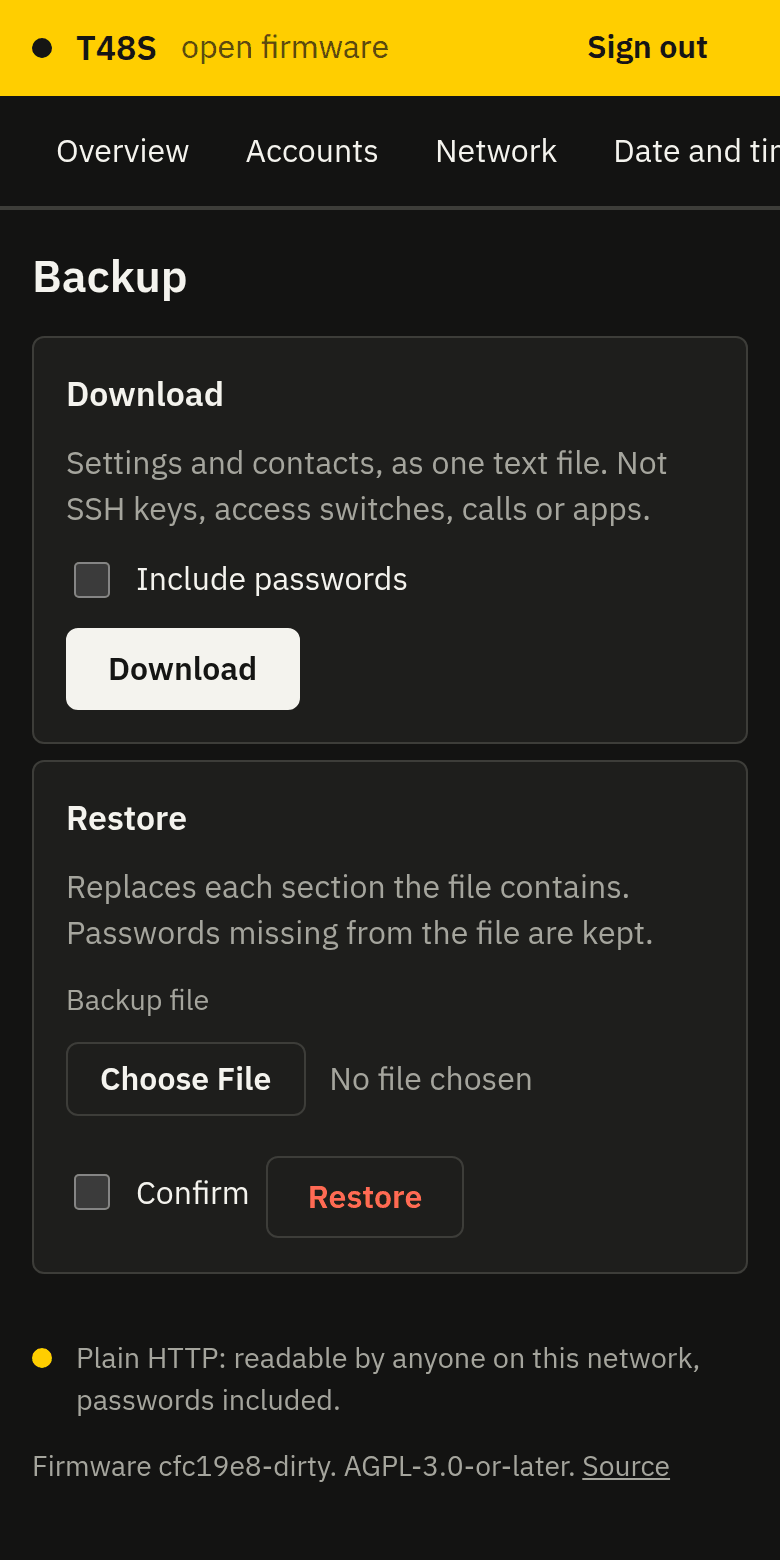 T48S open firmware Sign out
Overview Accounts Network Date and
Backup
Download
Settings and contacts, as one text file. Not
SSH keys, access switches, calls or apps.
Include passwords
Download
Restore
Replaces each section the file contains.
Passwords missing from the file are kept.
Backup file
Choose File No file chosen
Confirm Restore
Plain HTTP: readable by anyone on this network,
passwords included.
Firmware cfc19e8-dirty. AGPL-3.0-or-later. Source